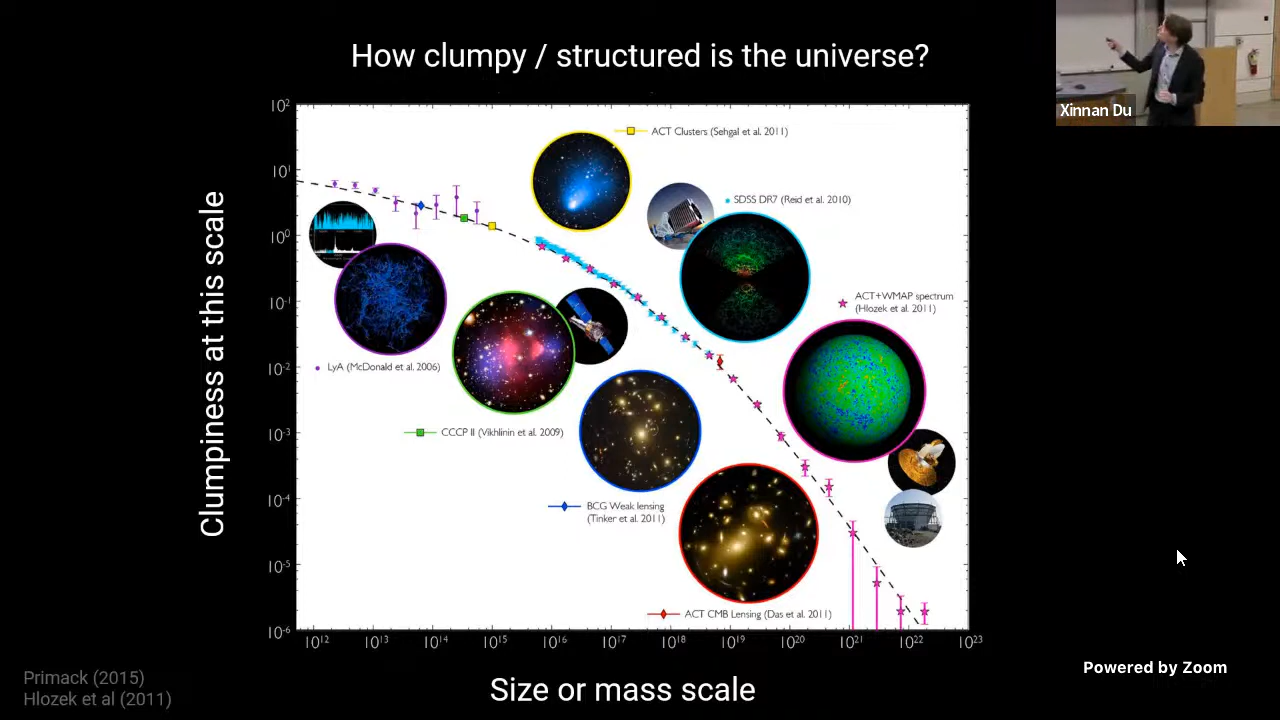 How clumpy / structured is the universe?
Xinnan Du
Clumpiness at this scale
10²
10¹
10⁰
10⁻¹
10⁻²
10⁻³
10⁻⁴
10⁻⁵
10⁻⁶
ACT Clusters (Sehgal et al. 2011)
SDSS DR7 (Reid et al. 2010)
ACT+WMAP spectrum
(Hlozek et al. 2011)
LyA (McDonald et al. 2006)
CCCP II (Vikhlinin et al. 2009)
BCG Weak lensing
(Tinker et al. 2011)
ACT CMB Lensing (Das et al. 2011)
10¹² 10¹³ 10¹⁴ 10¹⁵ 10¹⁶ 10¹⁷ 10¹⁸ 10¹⁹ 10²⁰ 10²¹ 10²² 10²³
Size or mass scale
Primack (2015)
Hlozek et al (2011)
Powered by Zoom